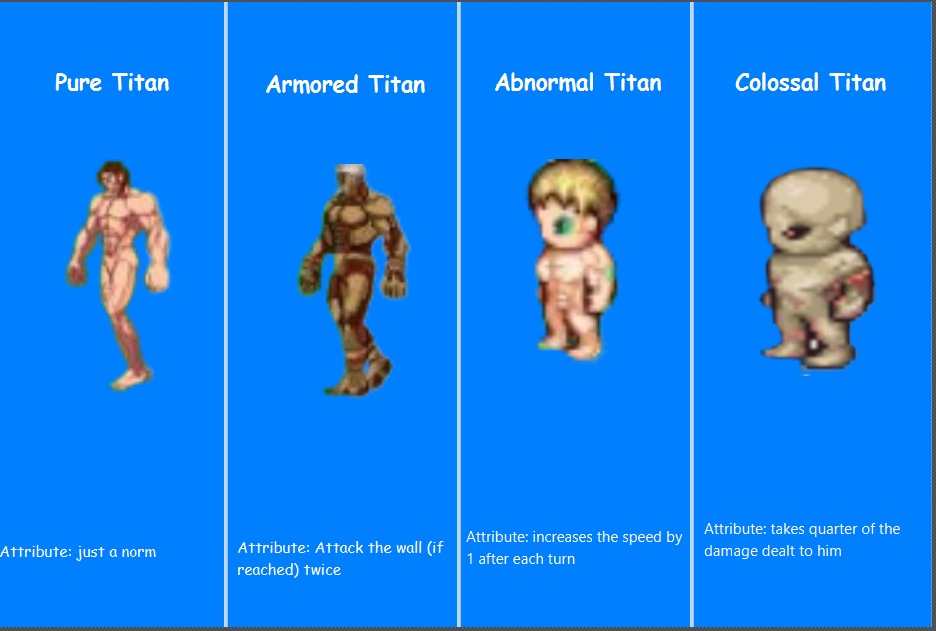 Pure Titan
Armored Titan
Abnormal Titan
Colossal Titan
Attribute: just a norm
Attribute: Attack the wall (if
reached) twice
Attribute: increases the speed by
1 after each turn
Attribute: takes quarter of the
damage dealt to him